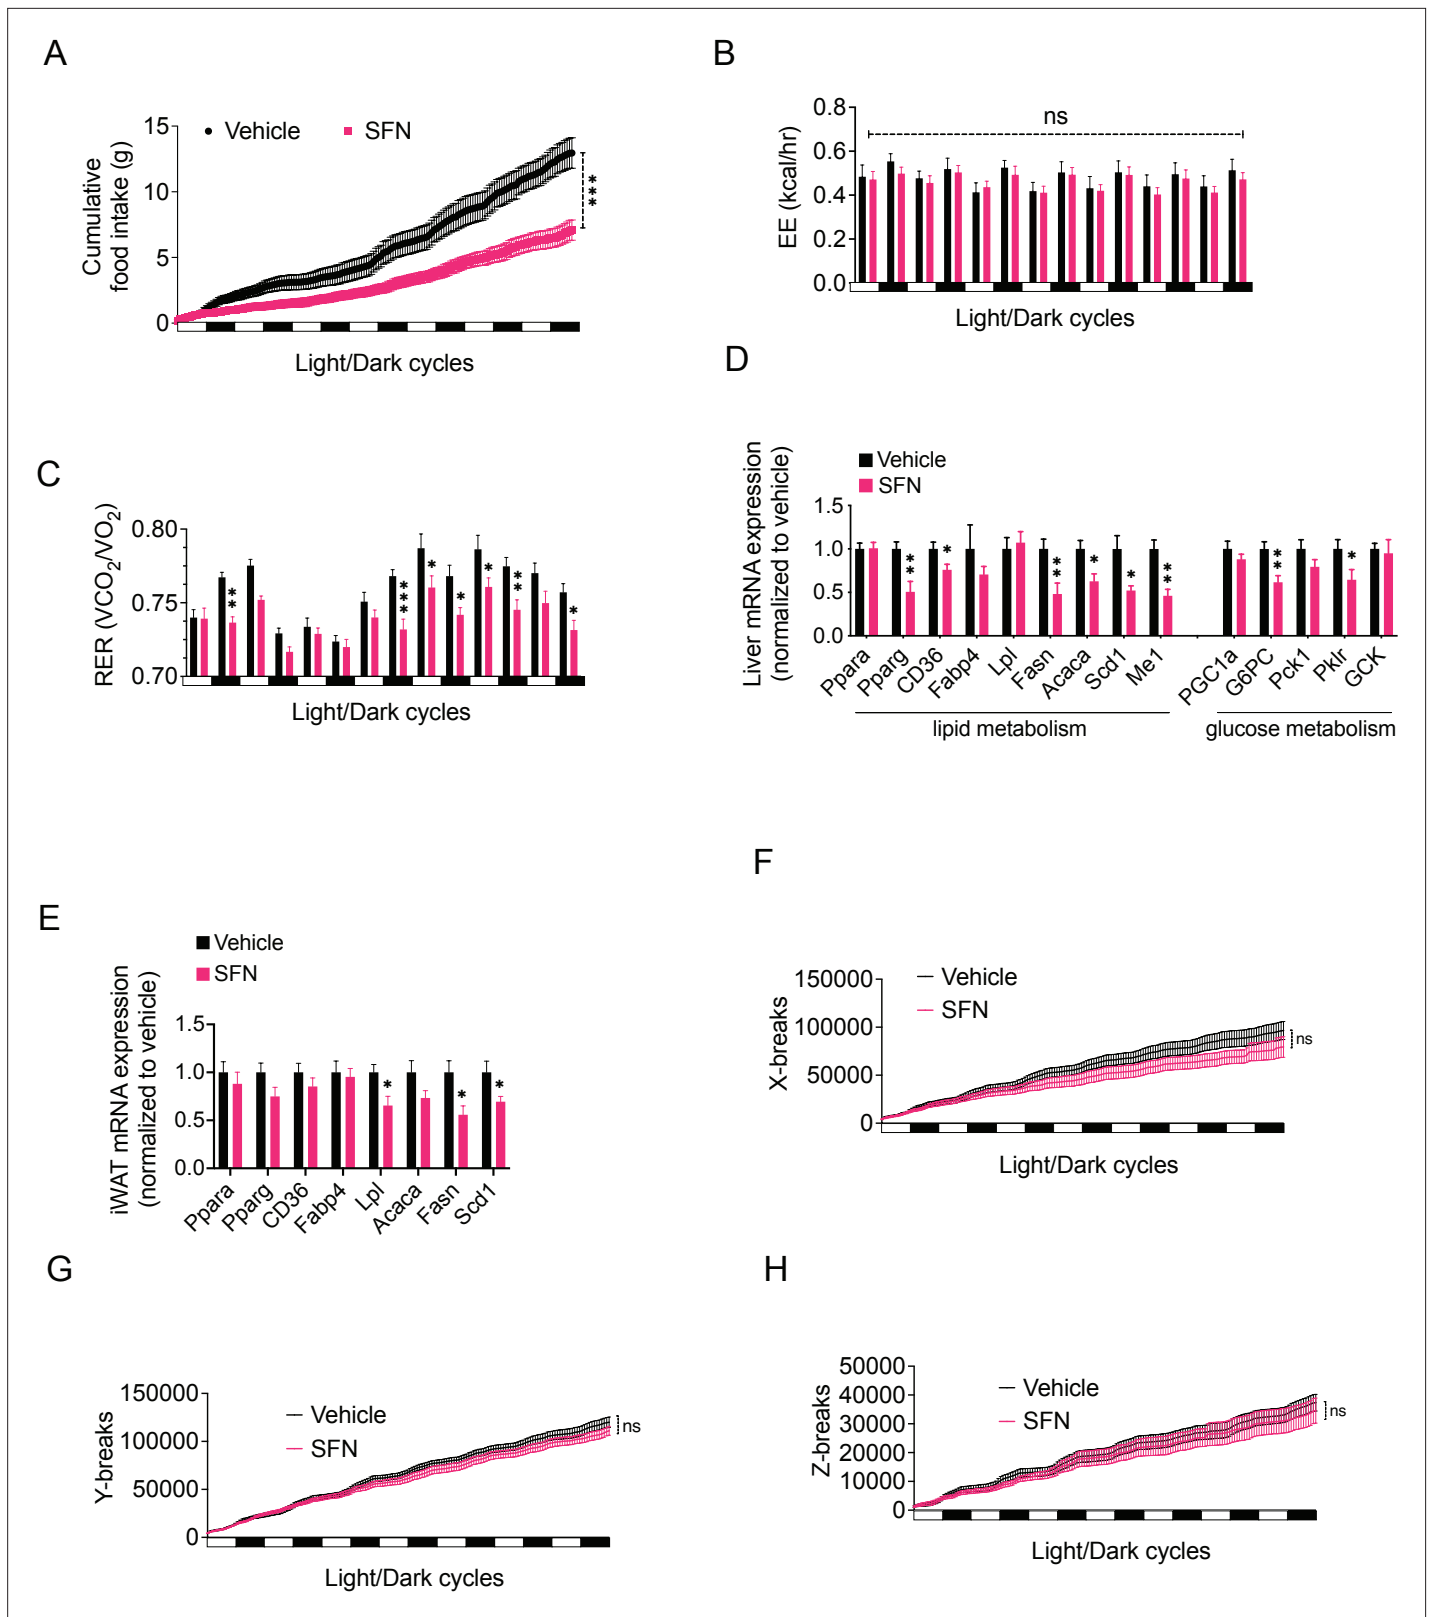 A
Vehicle
SFN
15
10
5
0
Cumulative
food intake (g)
***
Light/Dark cycles
B
0.8
0.6
0.4
0.2
0.0
EE (kcal/hr)
ns
Light/Dark cycles
C
0.80
0.75
0.70
RER (VCO2/VO2)
**
***
*
*
*
**
*
Light/Dark cycles
D
Vehicle
SFN
Liver mRNA expression
(normalized to vehicle)
1.5
1.0
0.5
0.0
**
*
**
*
*
**
**
*
Ppara
Pparg
CD36
Fabp4
Lpl
Fasn
Acaca
Scd1
Me1
PGC1a
G6PC
Pck1
Pklr
GCK
lipid metabolism
glucose metabolism
E
Vehicle
SFN
iWAT mRNA expression
(normalized to vehicle)
1.5
1.0
0.5
0.0
*
*
*
Ppara
Pparg
CD36
Fabp4
Lpl
Acaca
Fasn
Scd1
F
Vehicle
SFN
150000
100000
50000
0
X-breaks
ns
Light/Dark cycles
G
150000
100000
50000
0
Y-breaks
Vehicle
SFN
ns
Light/Dark cycles
H
50000
40000
30000
20000
10000
0
Z-breaks
Vehicle
SFN
ns
Light/Dark cycles